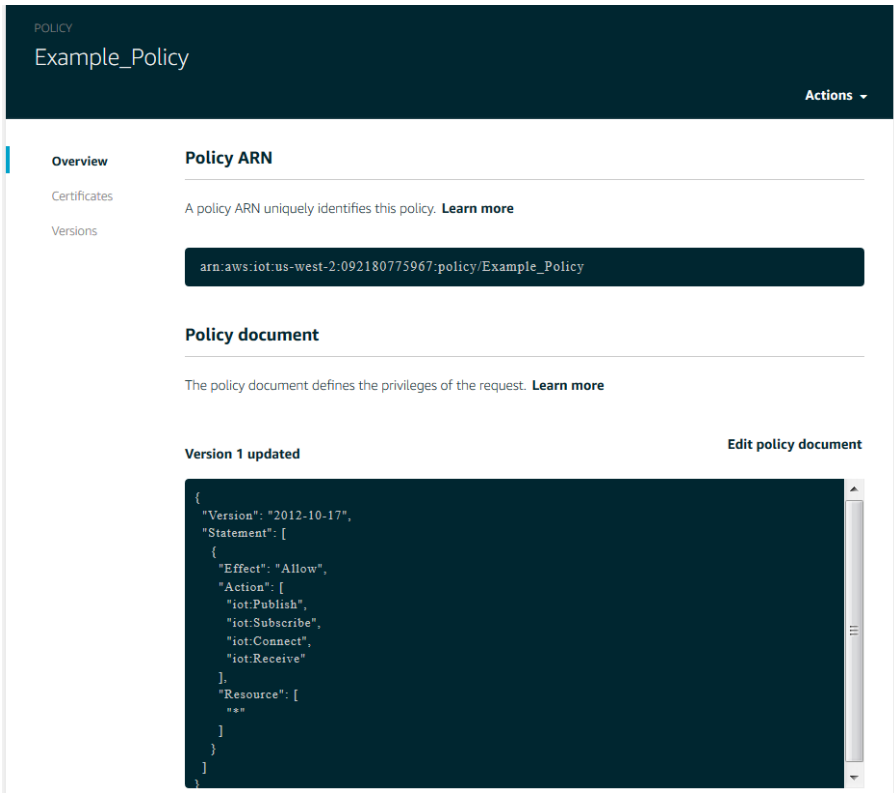 POLICY
Example_Policy
Actions
Overview
Certificates
Versions
Policy ARN
A policy ARN uniquely identifies this policy. Learn more
arn:aws:iot:us-west-2:092180775967:policy/Example_Policy
Policy document
The policy document defines the privileges of the request. Learn more
Version 1 updated
Edit policy document
{
"Version": "2012-10-17",
"Statement": [
{
"Effect": "Allow",
"Action": [
"iot:Publish",
"iot:Subscribe",
"iot:Connect",
"iot:Receive"
],
"Resource": [
"*"
]
}
]
}